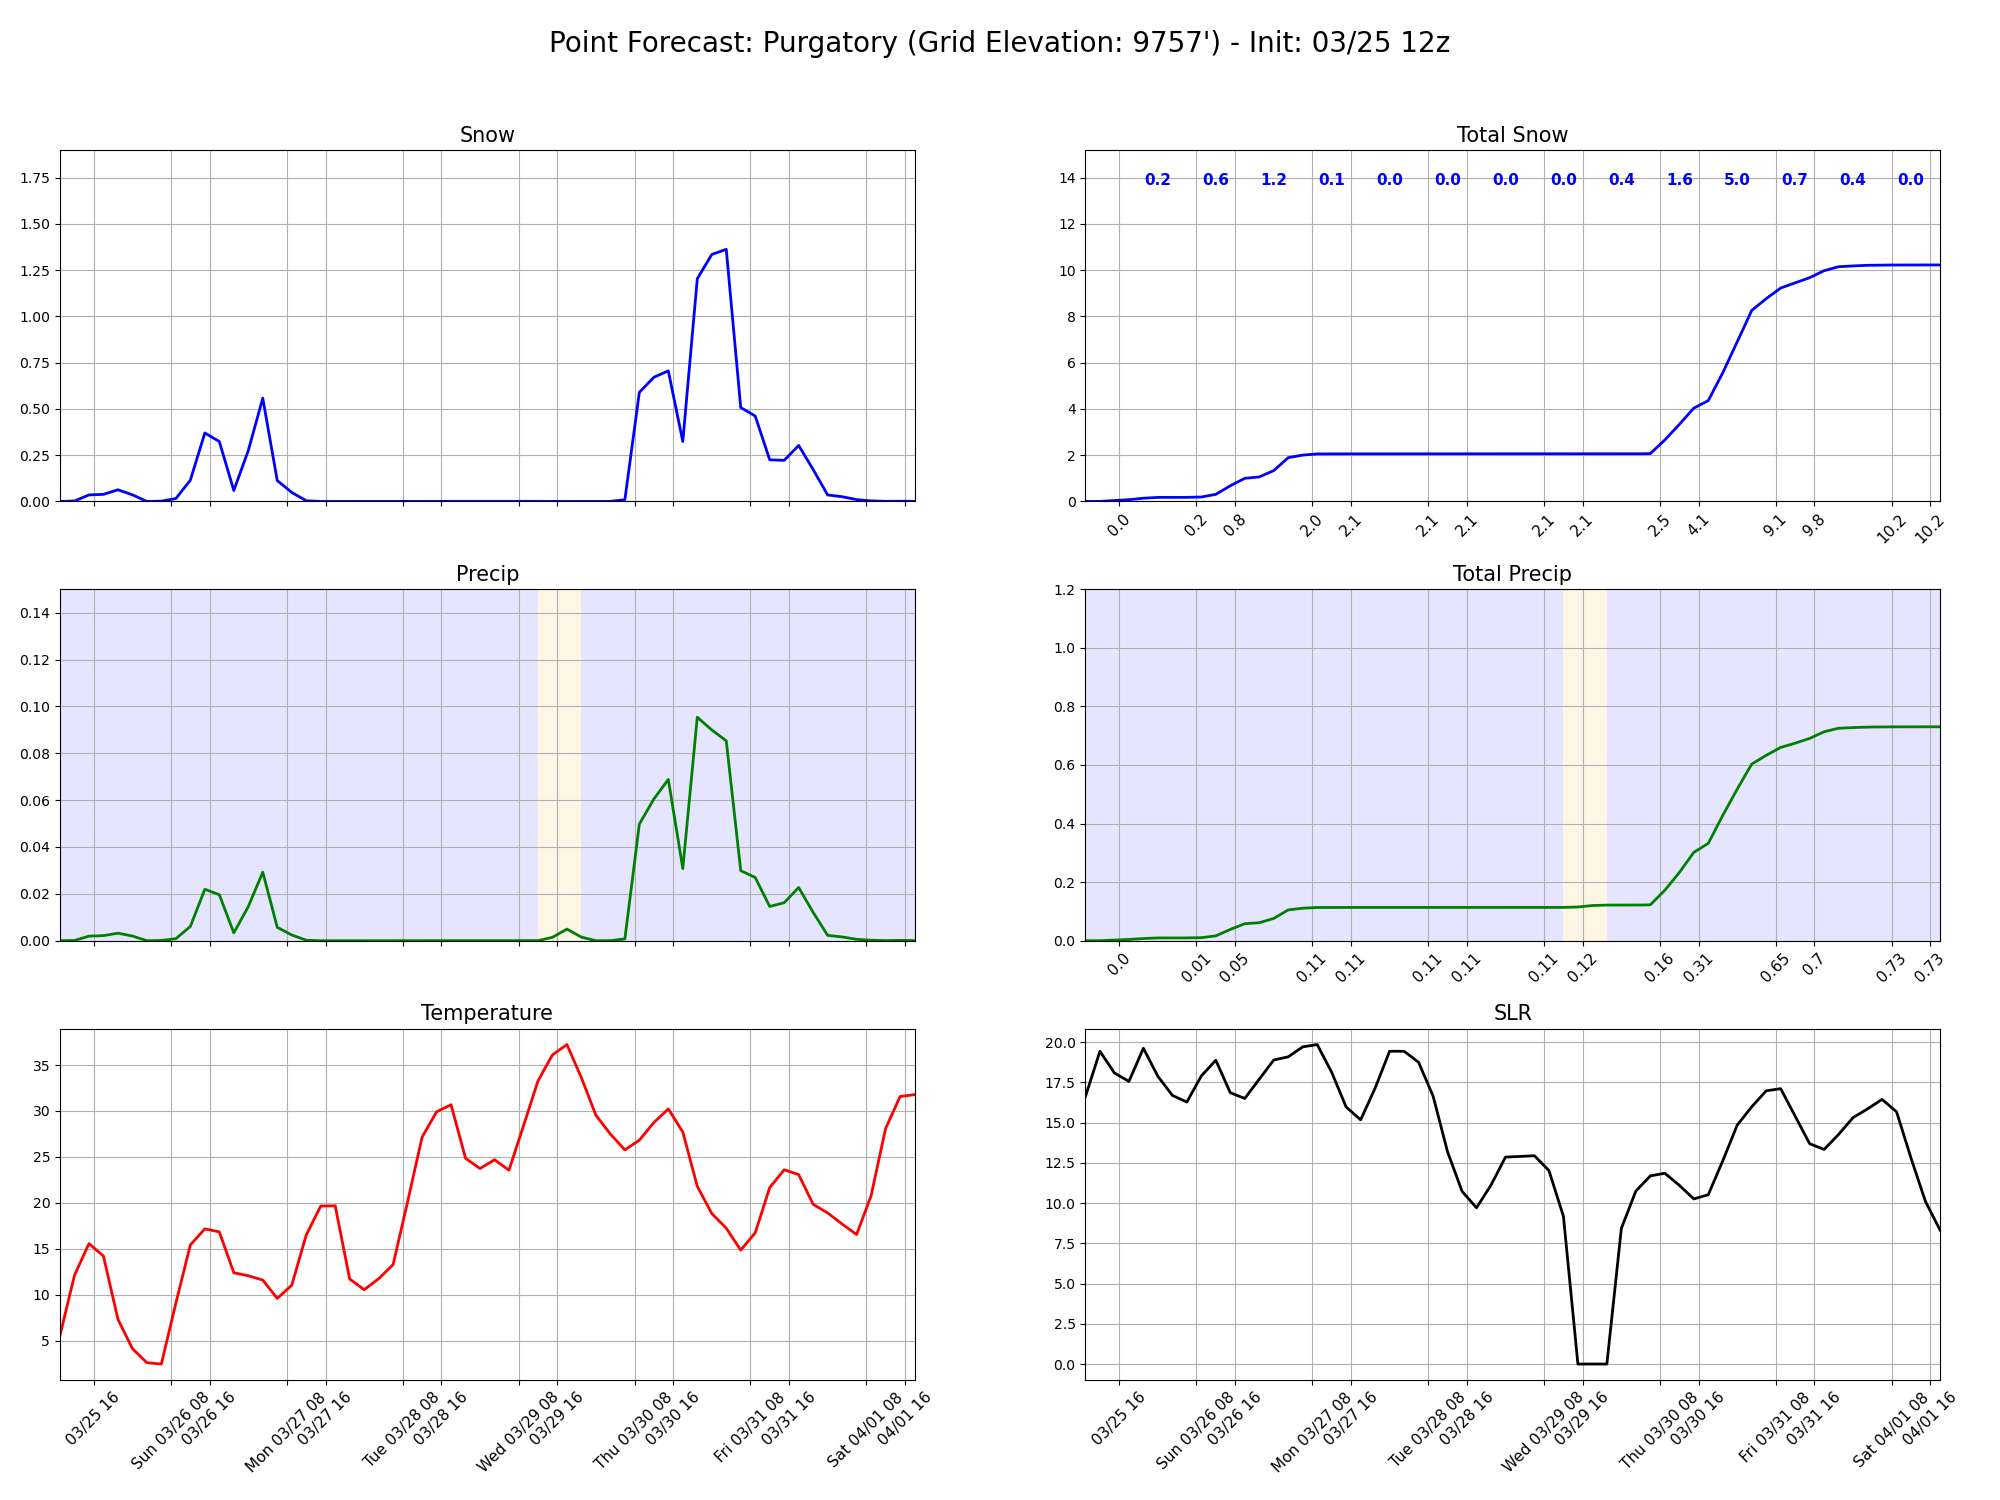 Point Forecast: Purgatory (Grid Elevation: 9757') - Init: 03/25 12z
Snow
1.75
1.50
1.25
1.00
0.75
0.50
0.25
0.00
Total Snow
14
12
10
8
6
4
2
0
0.2 0.6 1.2 0.1 0.0 0.0 0.0 0.0 0.4 1.6 5.0 0.7 0.4 0.0
0.0 0.2 0.8 2.0 2.1 2.1 2.1 2.1 2.1 2.5 4.1 9.1 9.8 10.2 10.2
Precip
0.14
0.12
0.10
0.08
0.06
0.04
0.02
0.00
Total Precip
1.2
1.0
0.8
0.6
0.4
0.2
0.0
0.0 0.01 0.05 0.11 0.11 0.11 0.11 0.11 0.12 0.16 0.31 0.65 0.7 0.73 0.73
Temperature
35
30
25
20
15
10
5
03/25 16
Sun 03/26 08
03/26 16
Mon 03/27 08
03/27 16
Tue 03/28 08
03/28 16
Wed 03/29 08
03/29 16
Thu 03/30 08
03/30 16
Fri 03/31 08
03/31 16
Sat 04/01 08
04/01 16
SLR
20.0
17.5
15.0
12.5
10.0
7.5
5.0
2.5
0.0
03/25 16
Sun 03/26 08
03/26 16
Mon 03/27 08
03/27 16
Tue 03/28 08
03/28 16
Wed 03/29 08
03/29 16
Thu 03/30 08
03/30 16
Fri 03/31 08
03/31 16
Sat 04/01 08
04/01 16